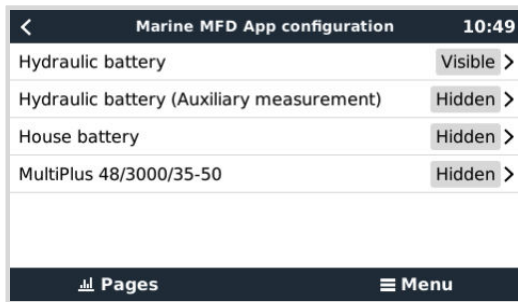 Marine MFD App configuration 10:49
Hydraulic battery Visible
Hydraulic battery (Auxiliary measurement) Hidden
House battery Hidden
MultiPlus 48/3000/35-50 Hidden
Pages Menu